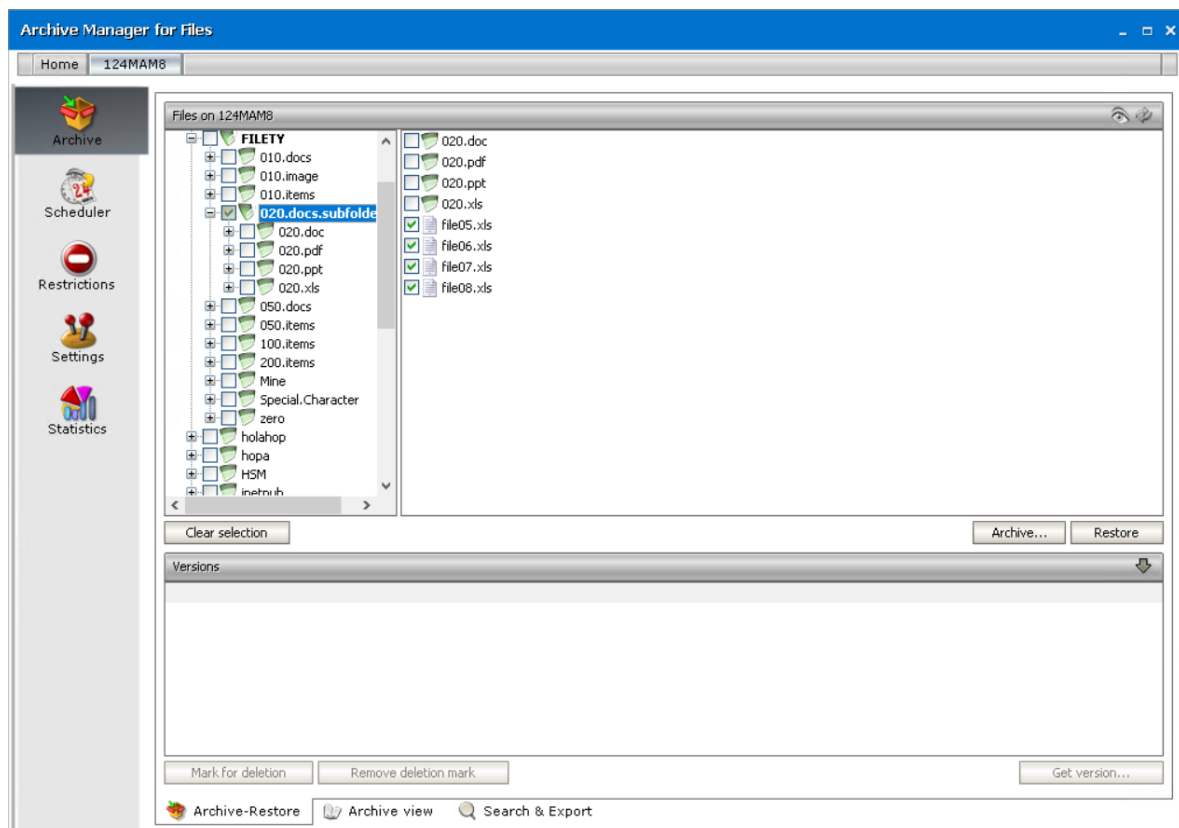 Archive Manager for Files
Home
124MAM8
Archive
Scheduler
Restrictions
Settings
Statistics
Files on 124MAM8
FILETY
010.docs
010.image
010.items
020.docs.subfolde
020.doc
020.pdf
020.ppt
020.xls
050.docs
050.items
100.items
200.items
Mine
Special.Character
zero
holahop
hopa
HSM
inetpub
020.doc
020.pdf
020.ppt
020.xls
file05.xls
file06.xls
file07.xls
file08.xls
Clear selection
Archive...
Restore
Versions
Mark for deletion
Remove deletion mark
Get version...
Archive-Restore
Archive view
Search & Export